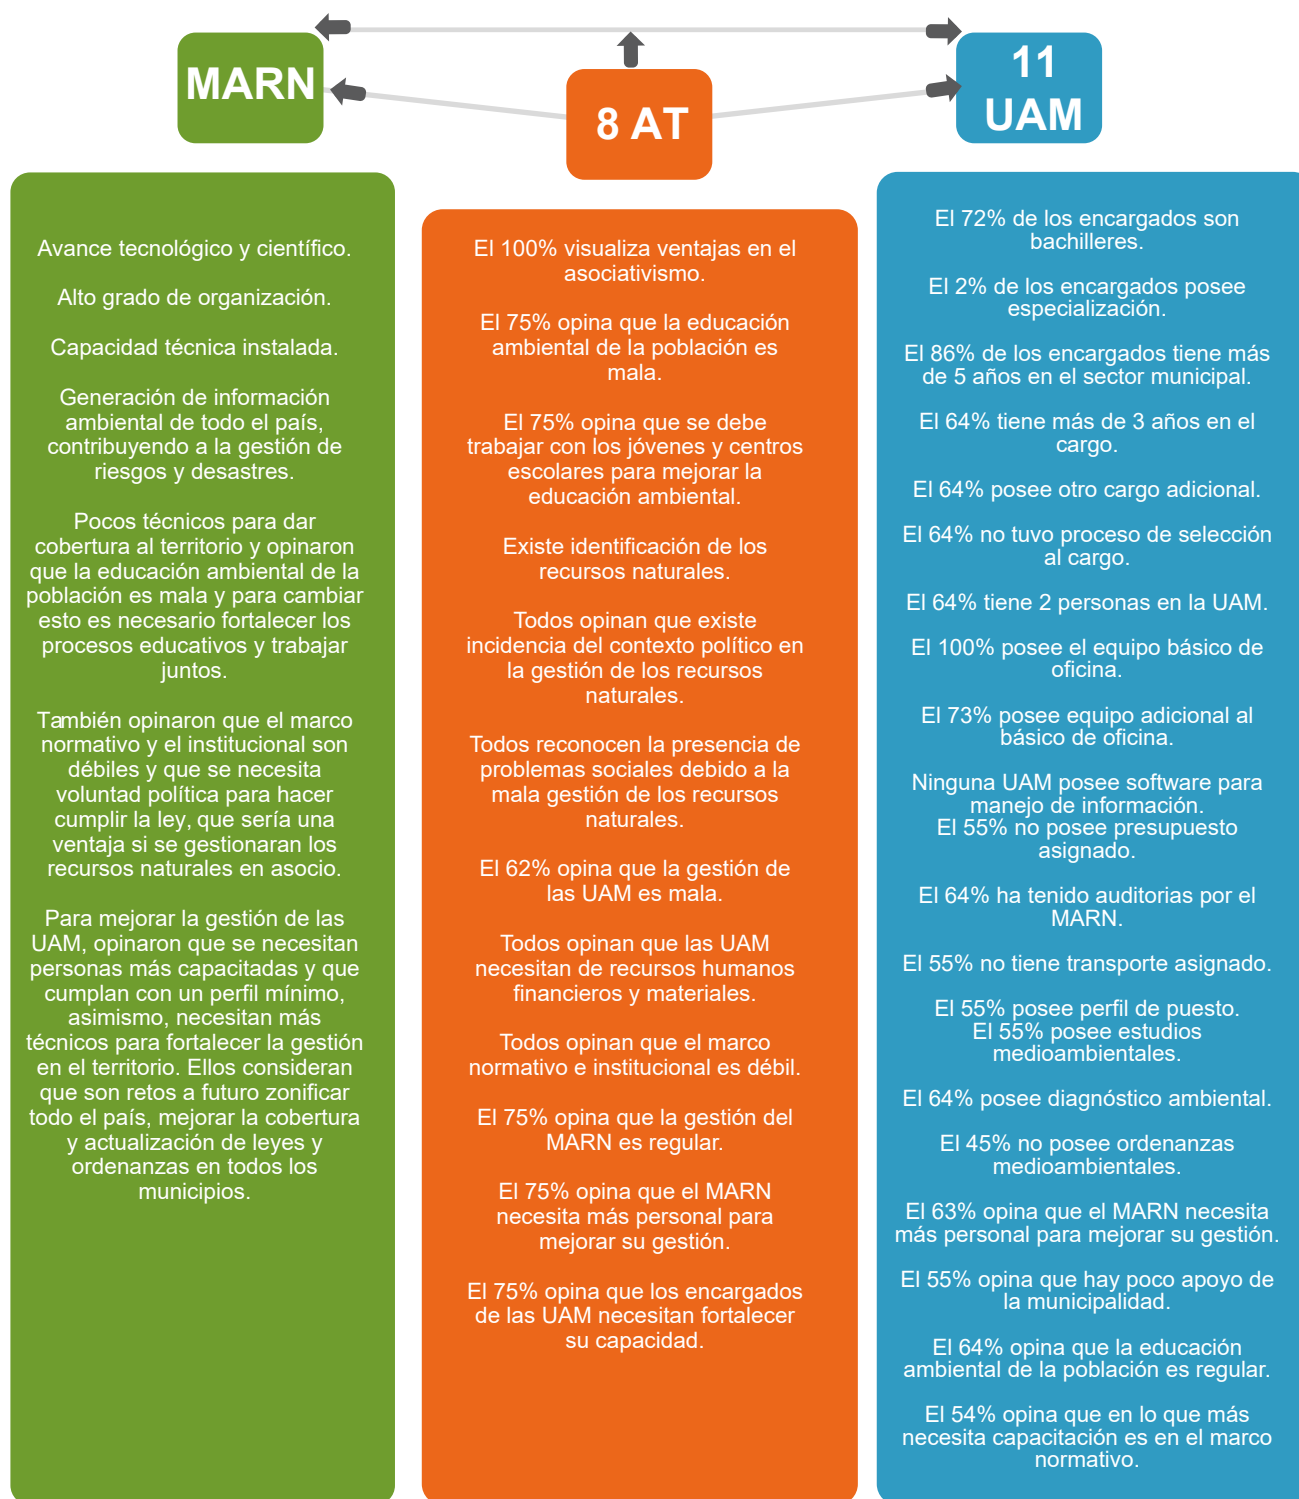 MARN
8 AT
11
UAM
Avance tecnológico y científico.
Alto grado de organización.
Capacidad técnica instalada.
Generación de información
ambiental de todo el país,
contribuyendo a la gestión de
riesgos y desastres.
Pocos técnicos para dar
cobertura al territorio y opinaron
que la educación ambiental de la
población es mala y para cambiar
esto es necesario fortalecer los
procesos educativos y trabajar
juntos.
También opinaron que el marco
normativo y el institucional son
débiles y que se necesita
voluntad política para hacer
cumplir la ley, que sería una
ventaja si se gestionaran los
recursos naturales en asocio.
Para mejorar la gestión de las
UAM, opinaron que se necesitan
personas más capacitadas y que
cumplan con un perfil mínimo,
asimismo, necesitan más
técnicos para fortalecer la gestión
en el territorio. Ellos consideran
que son retos a futuro zonificar
todo el país, mejorar la cobertura
y actualización de leyes y
ordenanzas en todos los
municipios.
El 100% visualiza ventajas en el
asociativismo.
El 75% opina que la educación
ambiental de la población es
mala.
El 75% opina que se debe
trabajar con los jóvenes y centros
escolares para mejorar la
educación ambiental.
Existe identificación de los
recursos naturales.
Todos opinan que existe
incidencia del contexto político en
la gestión de los recursos
naturales.
Todos reconocen la presencia de
problemas sociales debido a la
mala gestión de los recursos
naturales.
El 62% opina que la gestión de
las UAM es mala.
Todos opinan que las UAM
necesitan de recursos humanos
financieros y materiales.
Todos opinan que el marco
normativo e institucional es débil.
El 75% opina que la gestión del
MARN es regular.
El 75% opina que el MARN
necesita más personal para
mejorar su gestión.
El 75% opina que los encargados
de las UAM necesitan fortalecer
su capacidad.
El 72% de los encargados son
bachilleres.
El 2% de los encargados posee
especialización.
El 86% de los encargados tiene más
de 5 años en el sector municipal.
El 64% tiene más de 3 años en el
cargo.
El 64% posee otro cargo adicional.
El 64% no tuvo proceso de selección
al cargo.
El 64% tiene 2 personas en la UAM.
El 100% posee el equipo básico de
oficina.
El 73% posee equipo adicional al
básico de oficina.
Ninguna UAM posee software para
manejo de información.
El 55% no posee presupuesto
asignado.
El 64% ha tenido auditorias por el
MARN.
El 55% no tiene transporte asignado.
El 55% posee perfil de puesto.
El 55% posee estudios
medioambientales.
El 64% posee diagnóstico ambiental.
El 45% no posee ordenanzas
medioambientales.
El 63% opina que el MARN necesita
más personal para mejorar su gestión.
El 55% opina que hay poco apoyo de
la municipalidad.
El 64% opina que la educación
ambiental de la población es regular.
El 54% opina que en lo que más
necesita capacitación es en el marco
normativo.